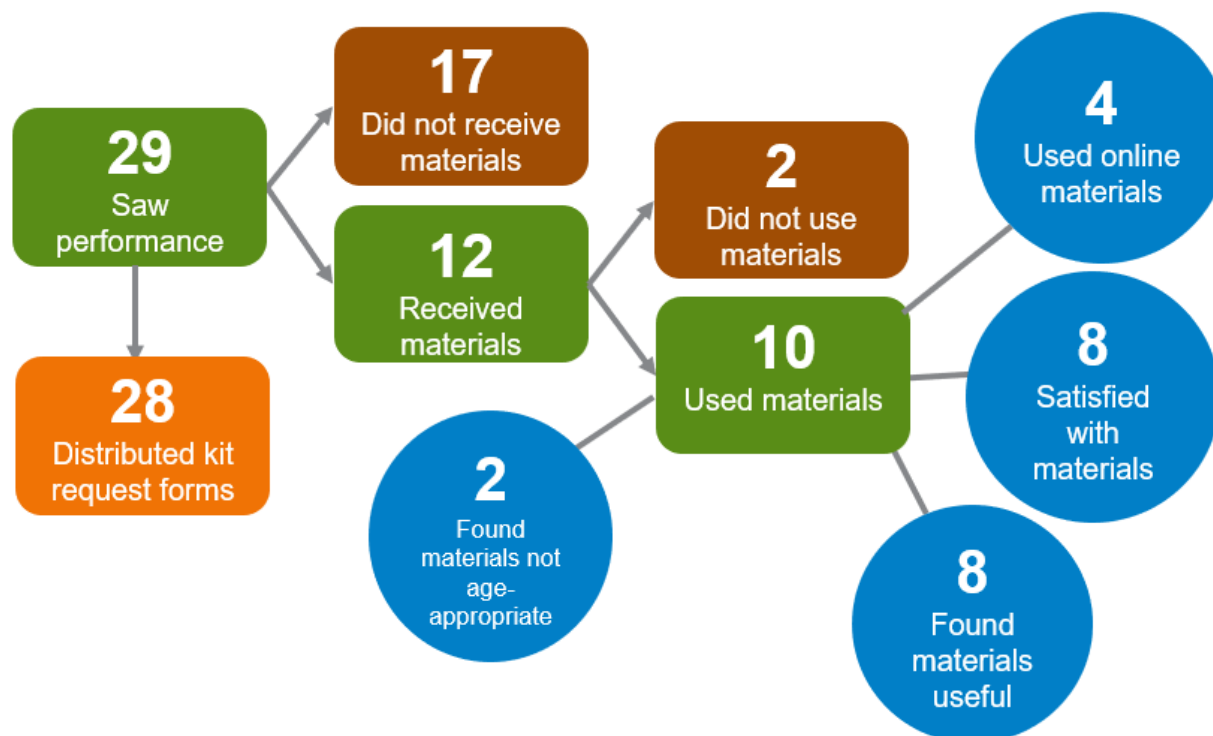 29
Saw
performance
28
Distributed kit
request forms
17
Did not receive
materials
12
Received
materials
2
Did not use
materials
10
Used materials
2
Found
materials not
age-
appropriate
4
Used online
materials
8
Satisfied
with
materials
8
Found
materials
useful